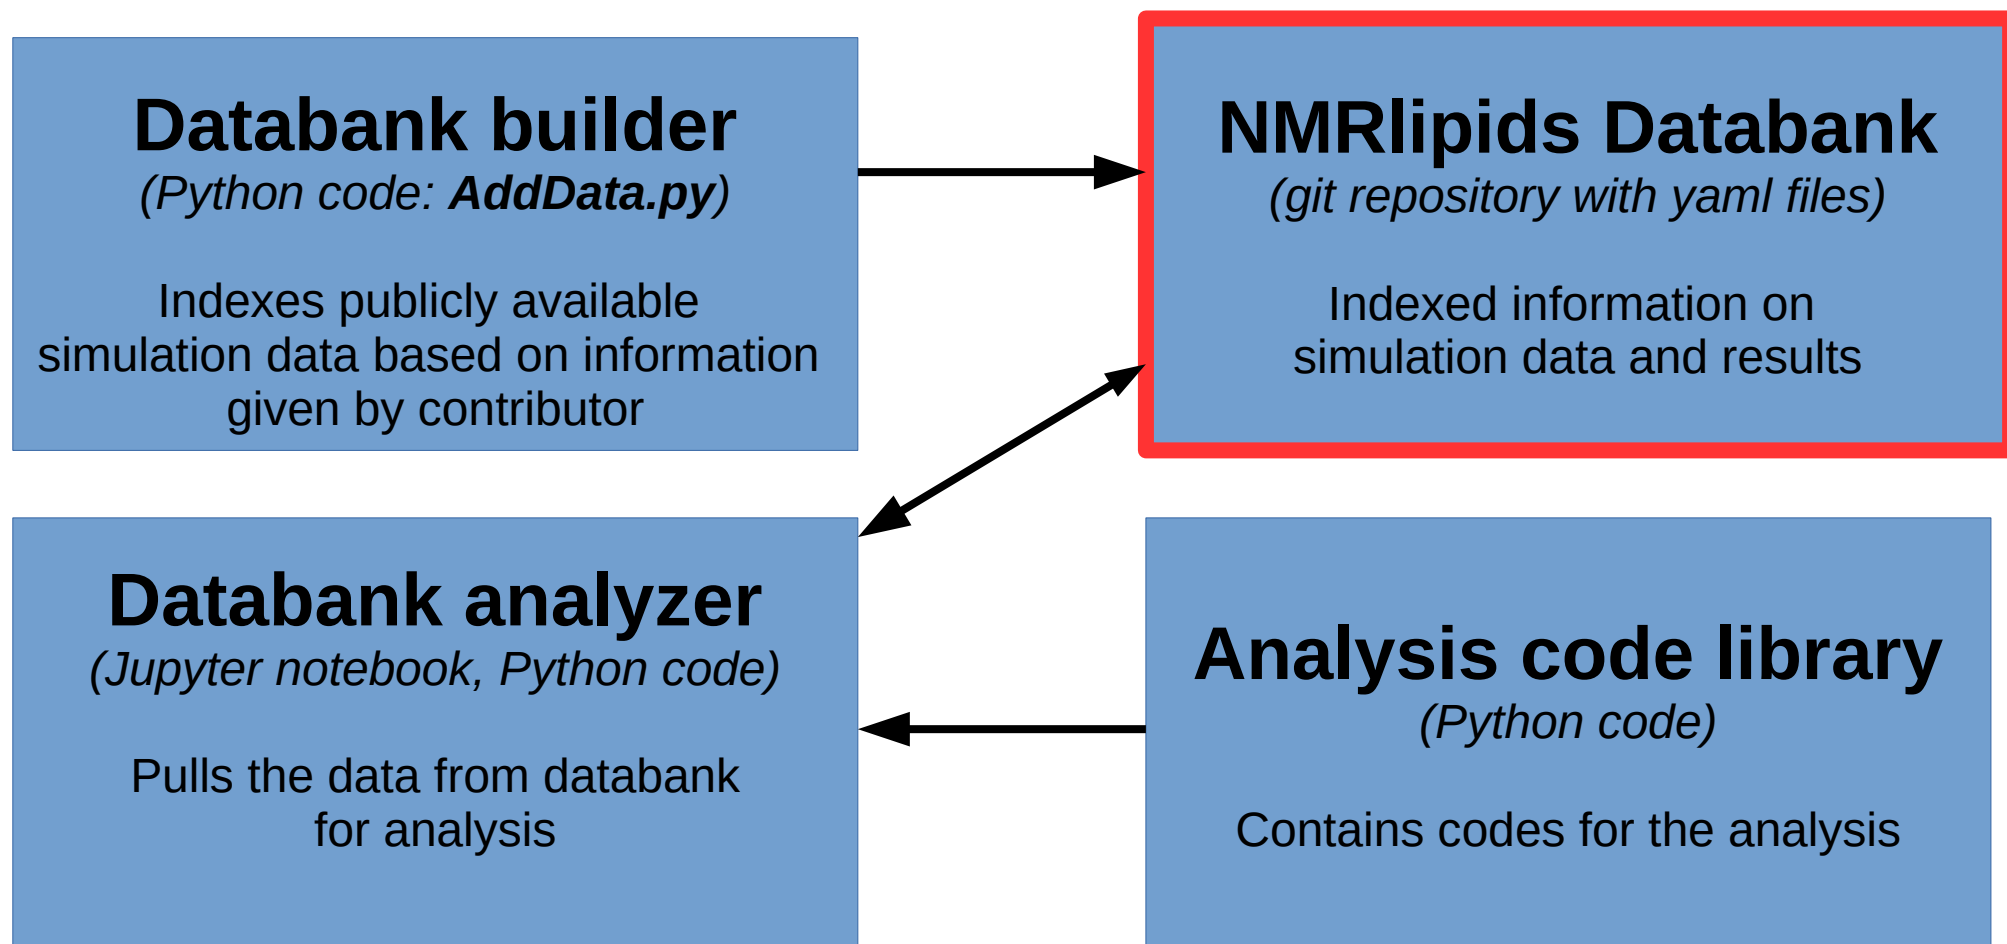 Databank builder
(Python code: AddData.py)
Indexes publicly available
simulation data based on information
given by contributor
NMRlipids Databank
(git repository with yaml files)
Indexed information on
simulation data and results
Databank analyzer
(Jupyter notebook, Python code)
Pulls the data from databank
for analysis
Analysis code library
(Python code)
Contains codes for the analysis